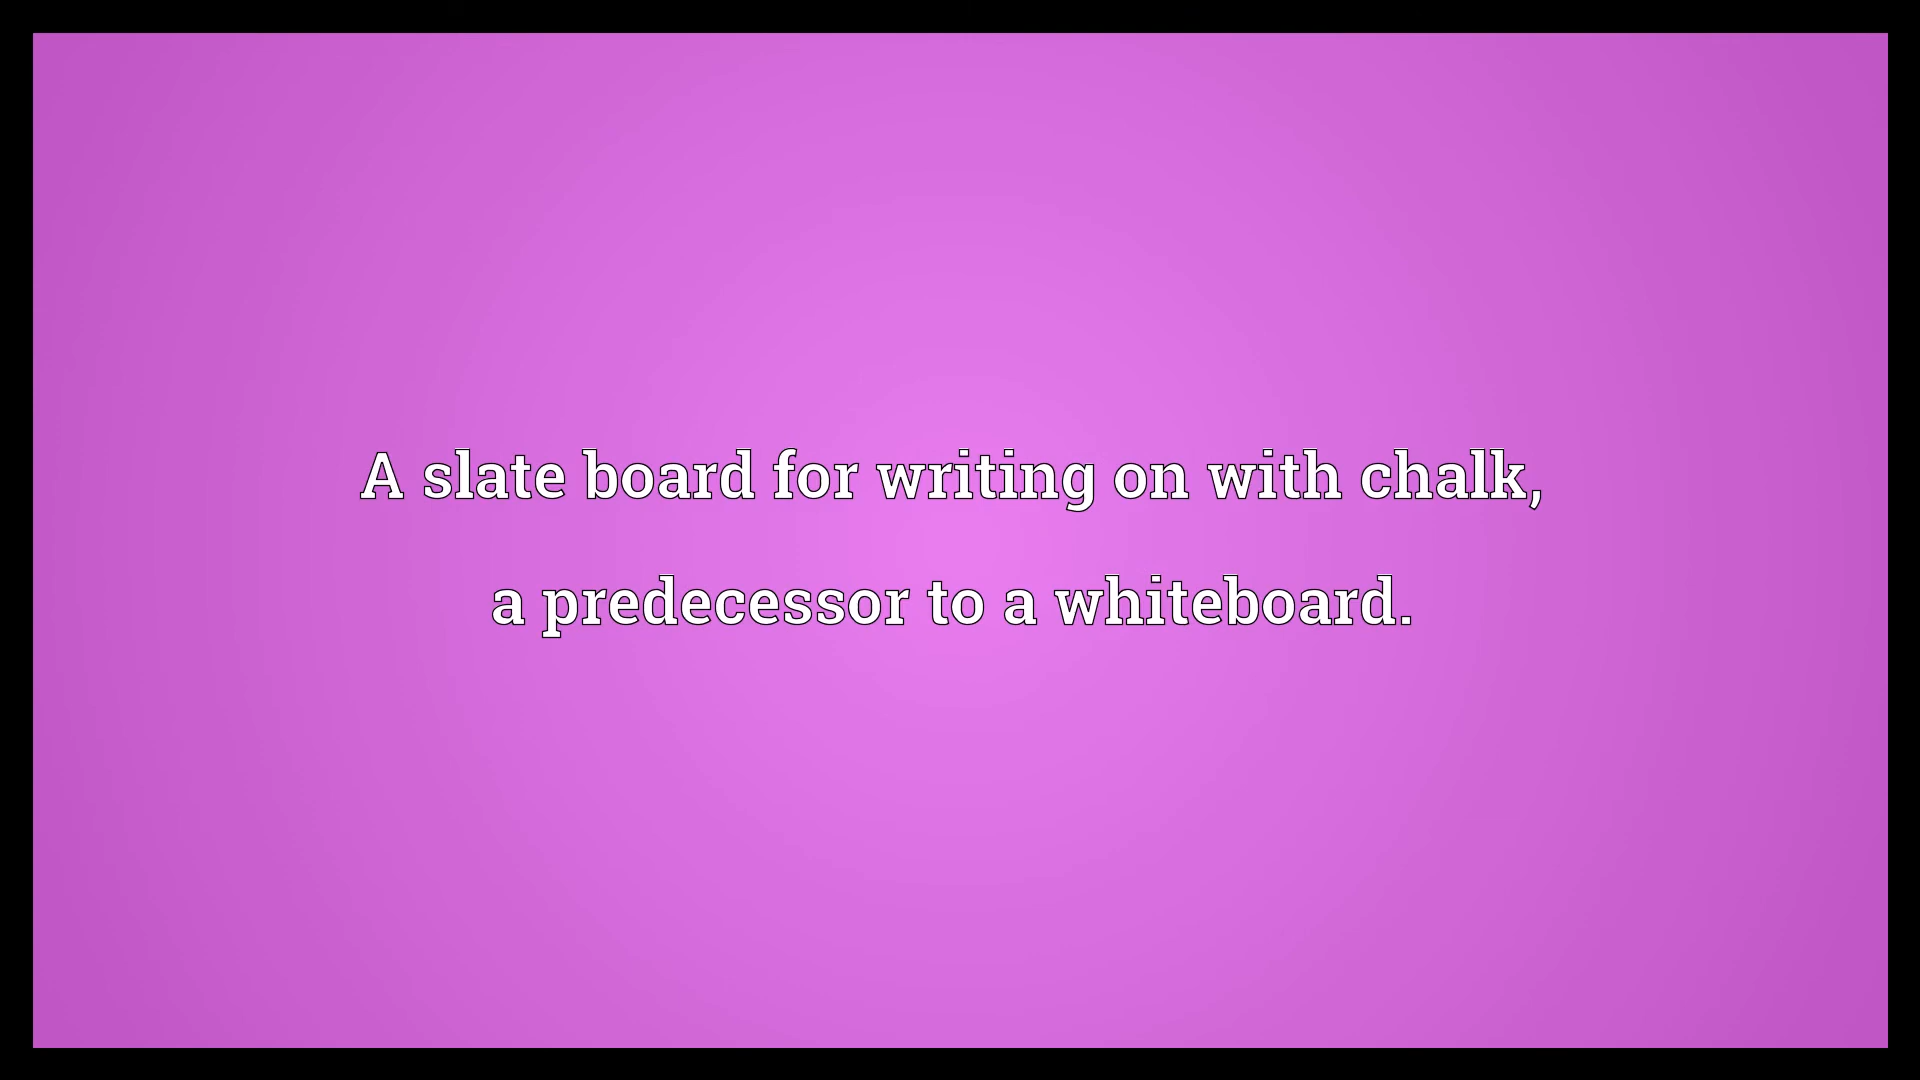 A slate board for writing on with chalk,
a predecessor to a whiteboard.